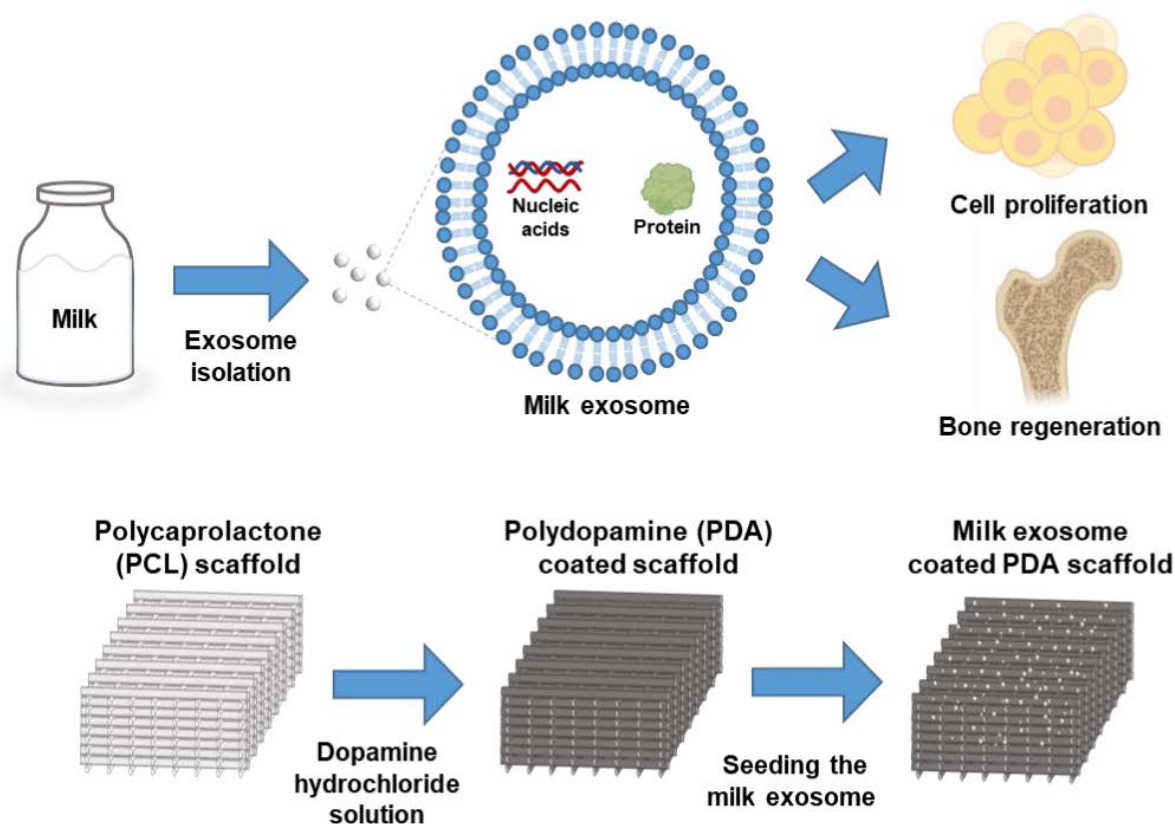 Milk
Exosome
isolation
Nucleic
acids
Protein
Milk exosome
Cell proliferation
Bone regeneration
Polycaprolactone
(PCL) scaffold
Dopamine
hydrochloride
solution
Polydopamine (PDA)
coated scaffold
Seeding the
milk exosome
Milk exosome
coated PDA scaffold